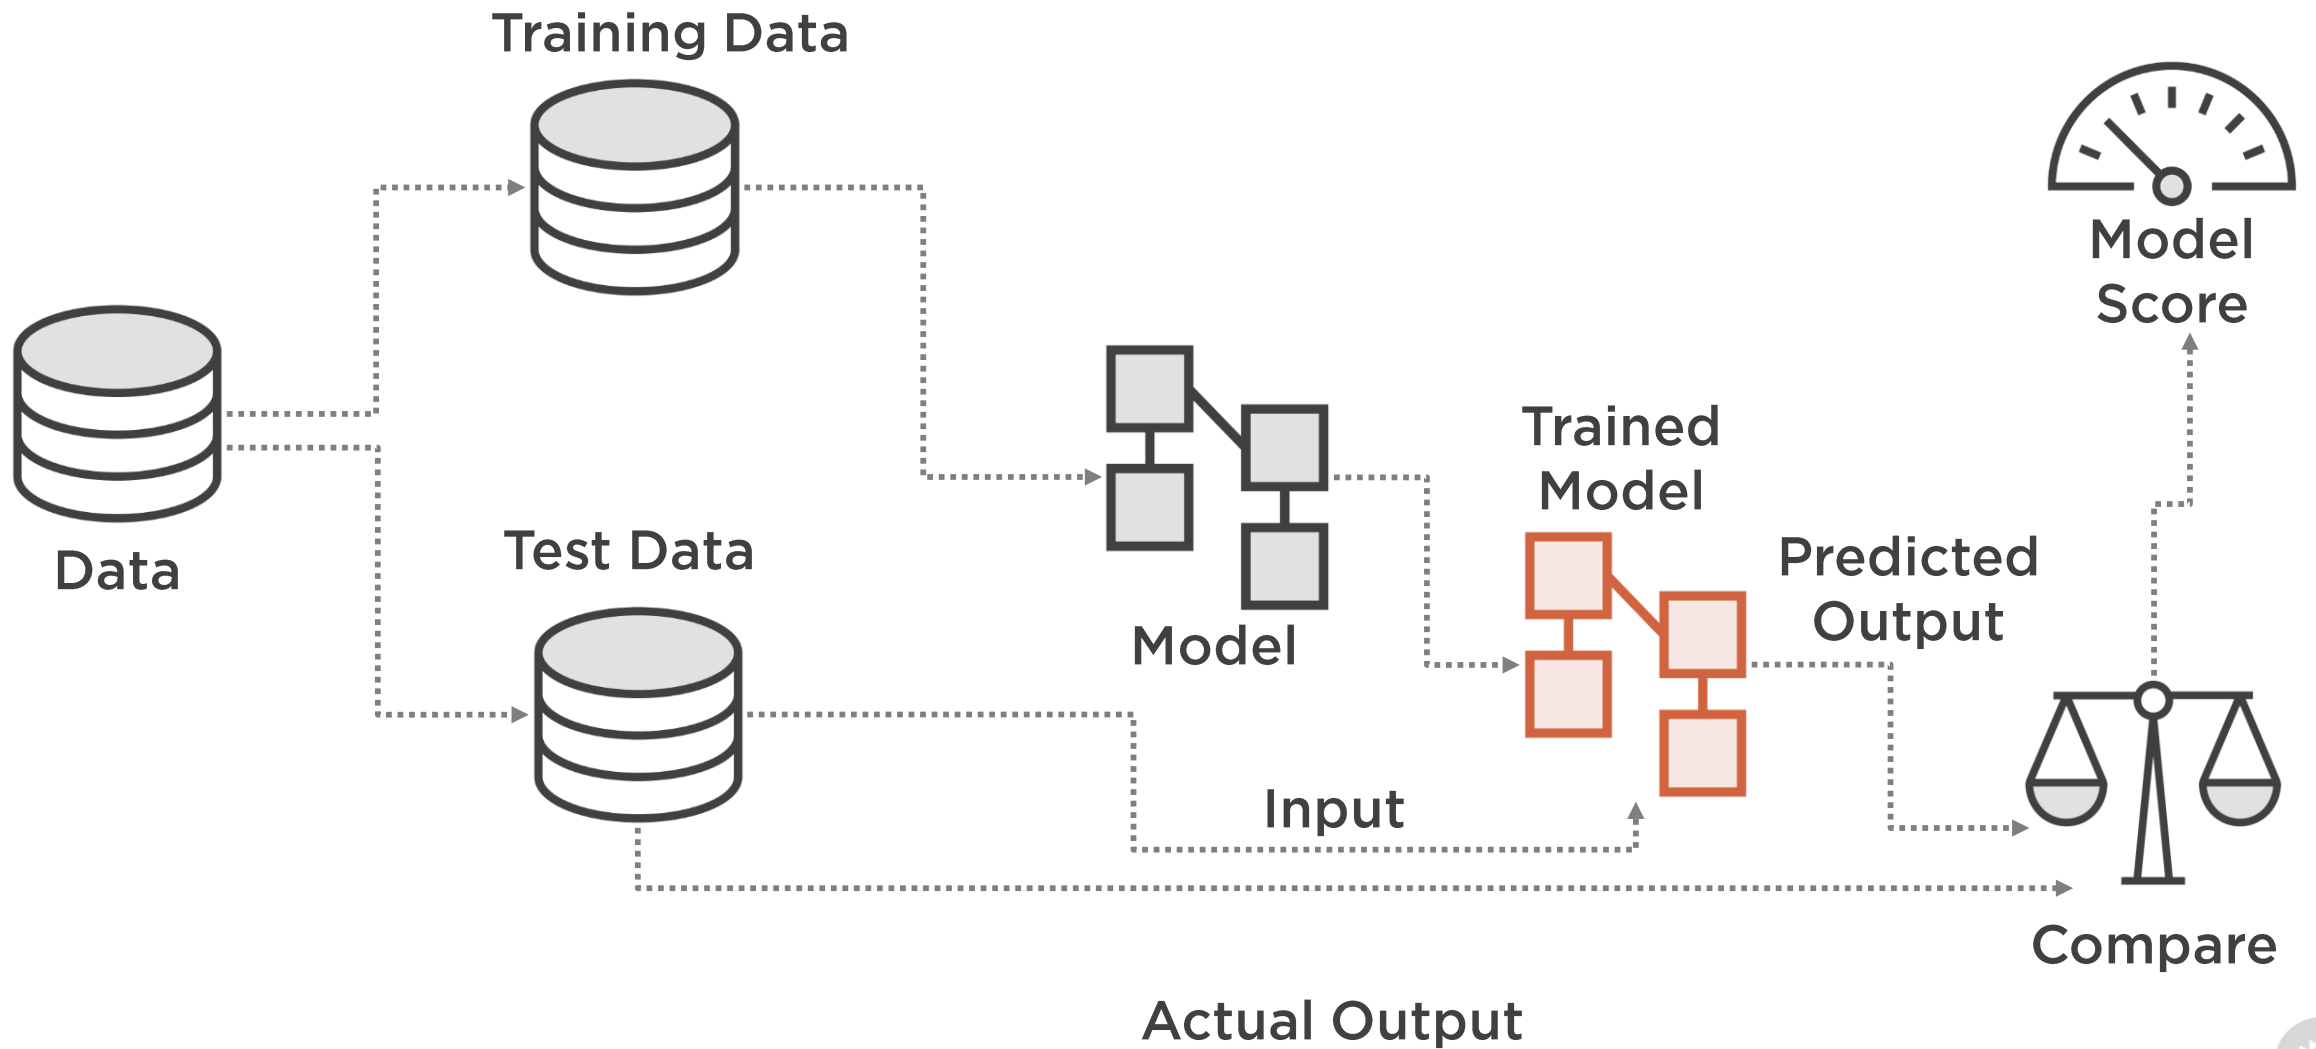 Training Data
Model
Score
Data
Test Data
Model
Trained
Model
Predicted
Output
Input
Compare
Actual Output